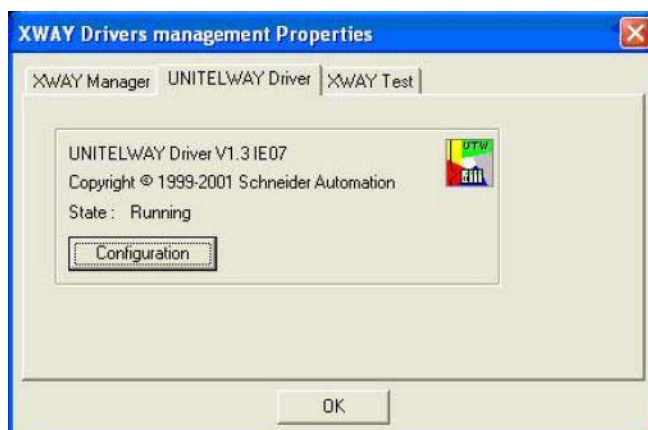 XWAY Drivers management Properties
XWAY Manager UNITELWAY Driver XWAY Test
UNITELWAY Driver V1.3 IE07
UTW
Copyright © 1999-2001 Schneider Automation
State : Running
Configuration
OK